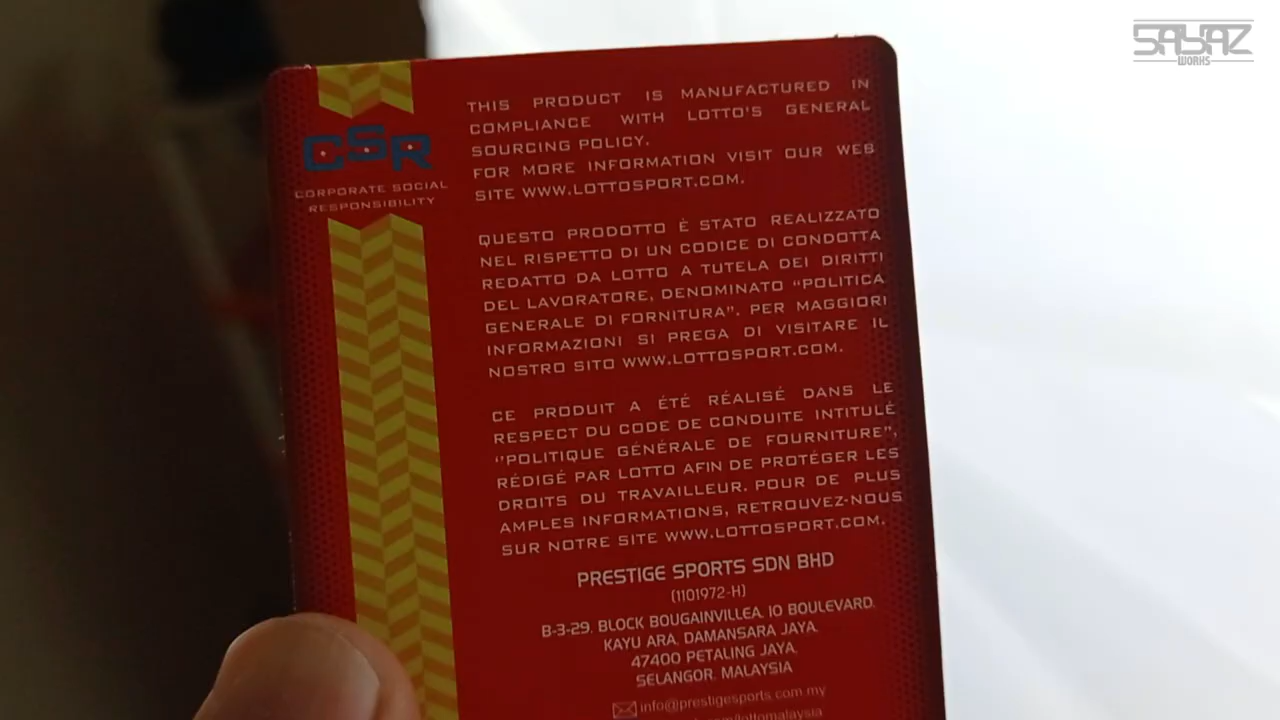 SAYAZ
WORKS
CSR
CORPORATE SOCIAL
RESPONSIBILITY
THIS PRODUCT IS MANUFACTURED IN
COMPLIANCE WITH LOTTO'S GENERAL
SOURCING POLICY.
FOR MORE INFORMATION VISIT OUR WEB
SITE WWW.LOTTOSPORT.COM.
QUESTO PRODOTTO È STATO REALIZZATO
NEL RISPETTO DI UN CODICE DI CONDOTTA
REDATTO DA LOTTO A TUTELA DEI DIRITTI
DEL LAVORATORE, DENOMINATO "POLITICA
GENERALE DI FORNITURA". PER MAGGIORI
INFORMAZIONI SI PREGA DI VISITARE IL
NOSTRO SITO WWW.LOTTOSPORT.COM.
CE PRODUIT A ÉTÉ RÉALISÉ DANS LE
RESPECT DU CODE DE CONDUITE INTITULÉ
"POLITIQUE GÉNÉRALE DE FOURNITURE",
RÉDIGÉ PAR LOTTO AFIN DE PROTÉGER LES
DROITS DU TRAVAILLEUR. POUR DE PLUS
AMPLES INFORMATIONS, RETROUVEZ-NOUS
SUR NOTRE SITE WWW.LOTTOSPORT.COM.
PRESTIGE SPORTS SDN BHD
(1101972-H)
B-3-29, BLOCK BOUGAINVILLEA, 10 BOULEVARD,
KAYU ARA, DAMANSARA JAYA,
47400 PETALING JAYA,
SELANGOR, MALAYSIA
info@prestigesports.com.my
/lottomalaysia